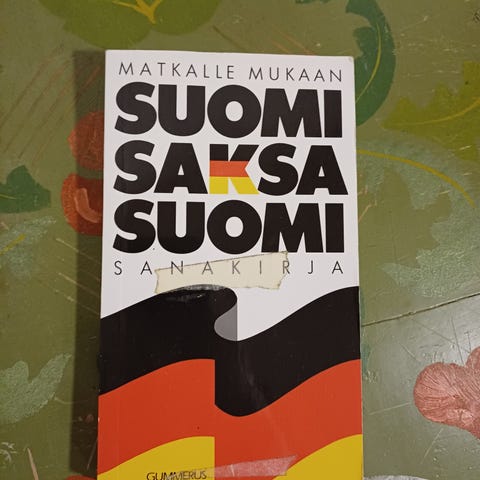 MATKALLE MUKAAN
SUOMI
SAKSA
SUOMI
SANAKIRJA
GUMMERUS